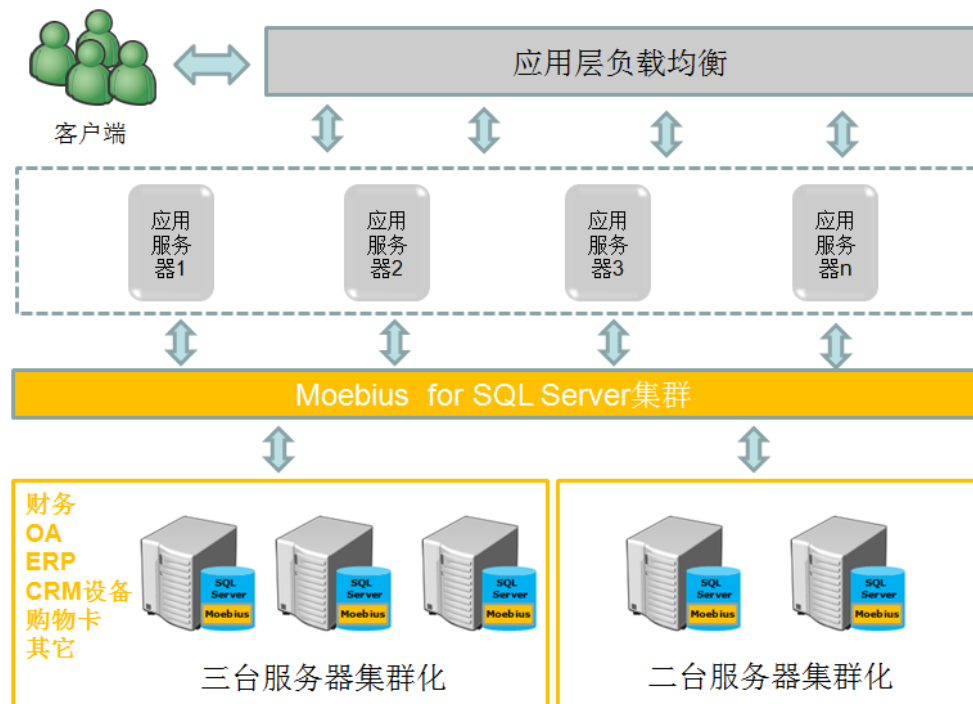 应用层负载均衡
客户端
应用
服务
器1
应用
服务
器2
应用
服务
器3
应用
服务
器n
Moebius for SQL Server集群
财务
OA
ERP
CRM设备
购物卡
其它
SQL
Server
Moebius
SQL
Server
Moebius
SQL
Server
Moebius
三台服务器集群化
SQL
Server
Moebius
SQL
Server
Moebius
二台服务器集群化